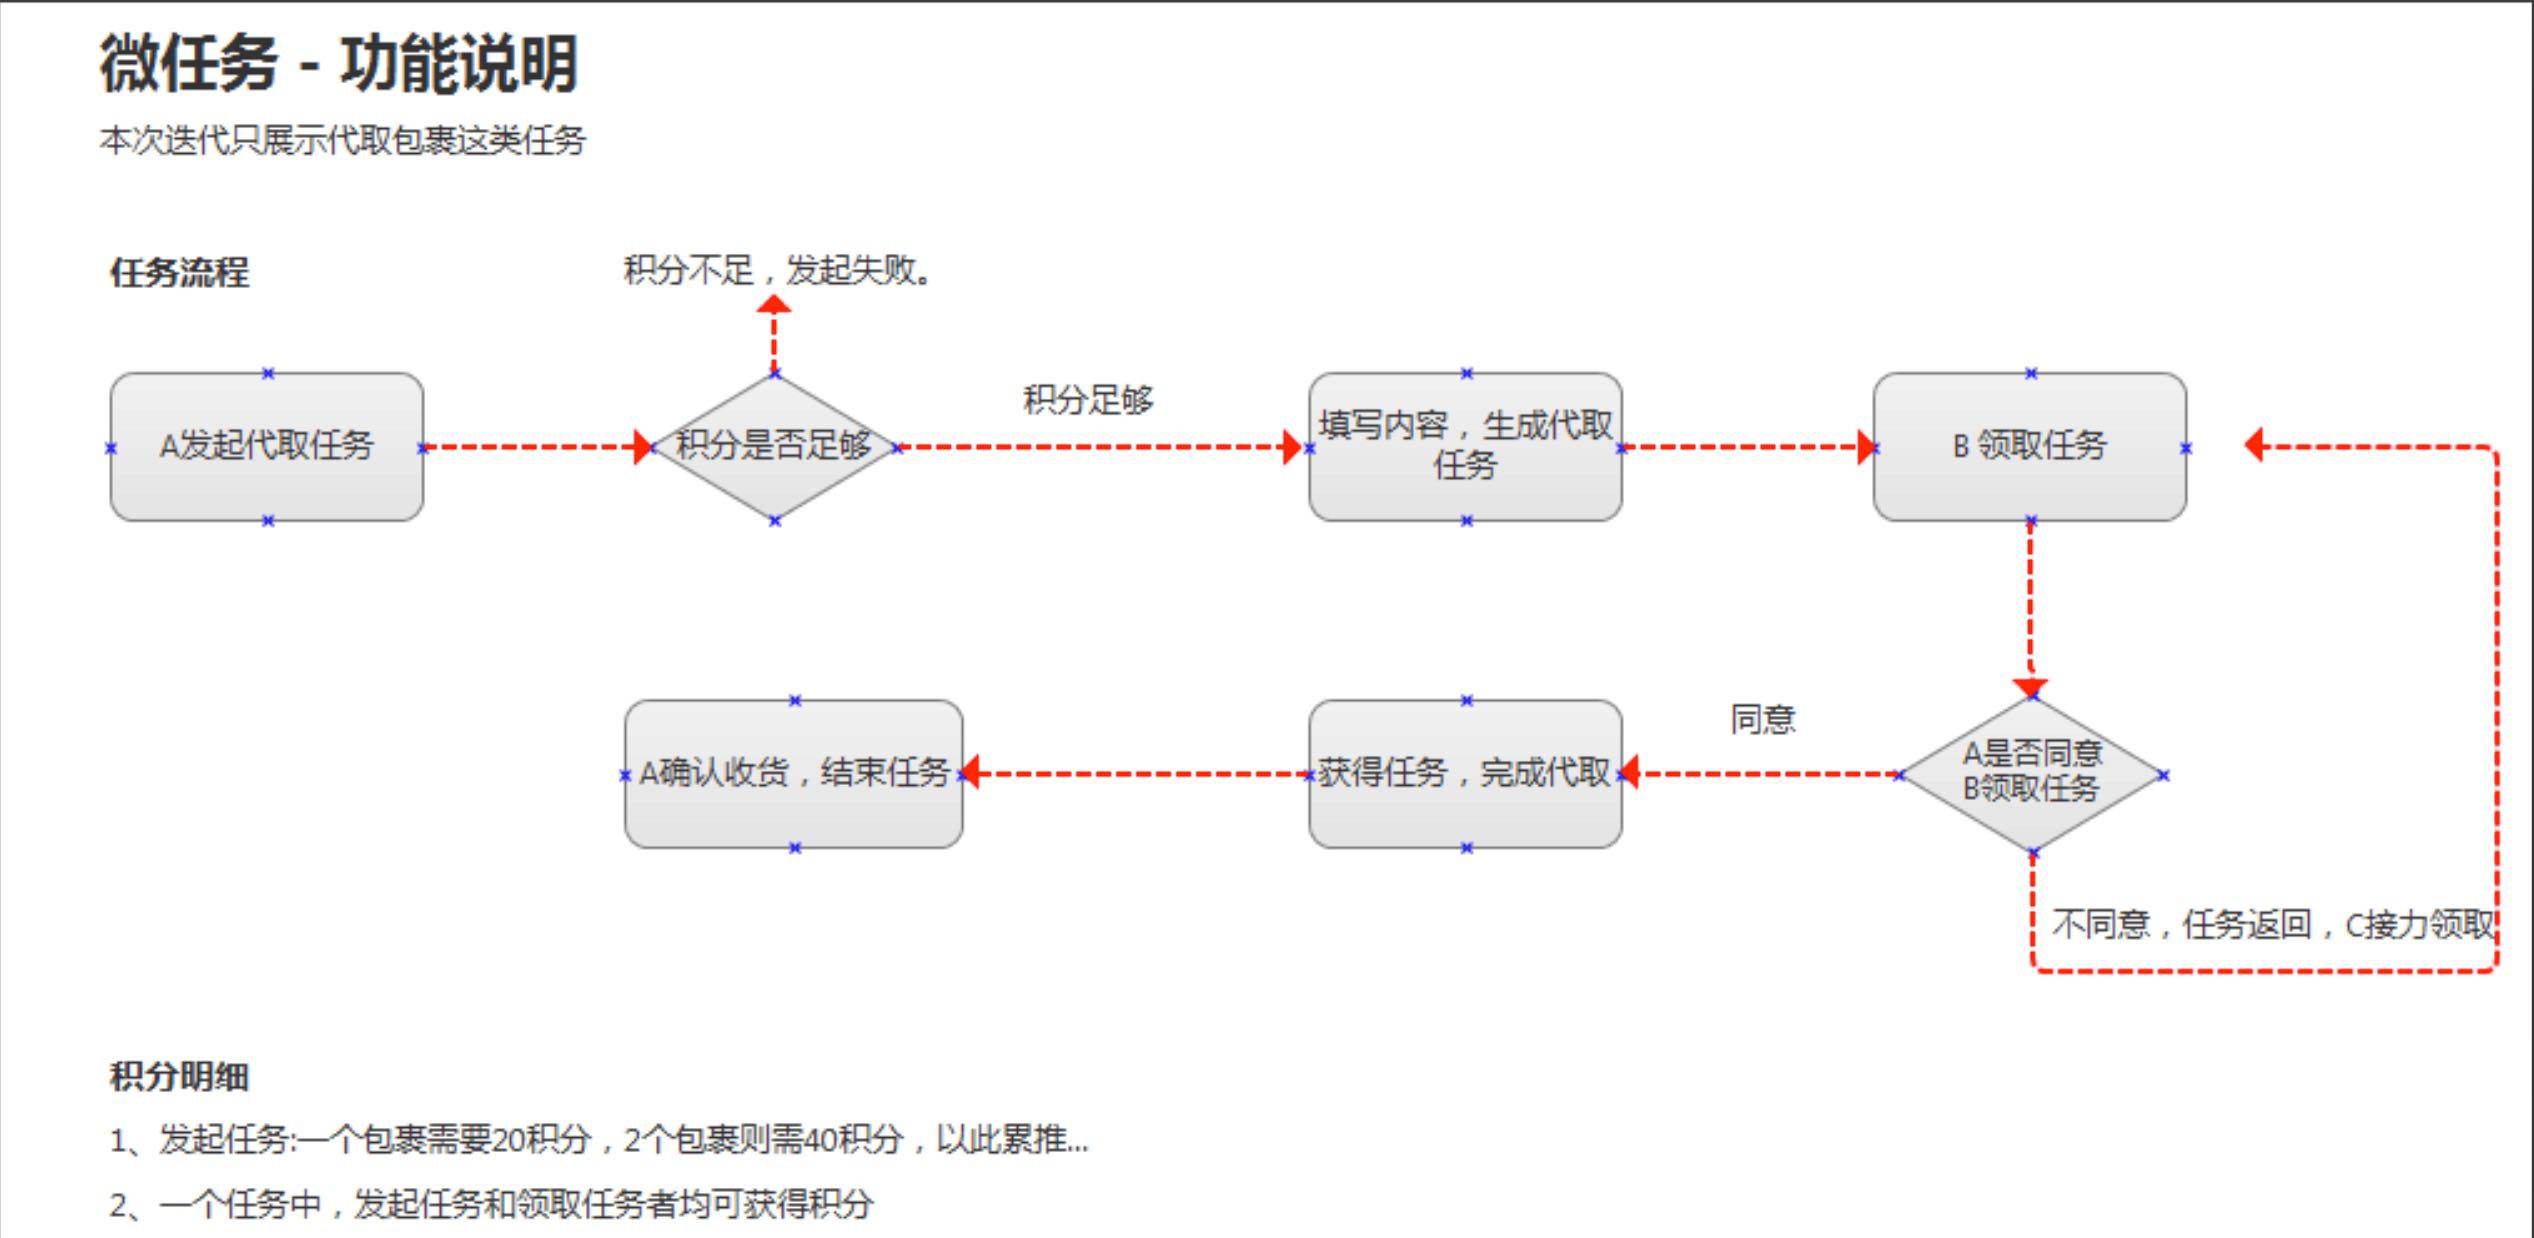 微任务 - 功能说明
本次迭代只展示代取包裹这类任务
任务流程
积分不足，发起失败。
A发起代取任务
积分是否足够
积分足够
填写内容，生成代取
任务
B 领取任务
A确认收货，结束任务
获得任务，完成代取
同意
A是否同意
B领取任务
不同意，任务返回，C接力领取
积分明细
1、发起任务:一个包裹需要20积分，2个包裹则需40积分，以此累推...
2、一个任务中，发起任务和领取任务者均可获得积分